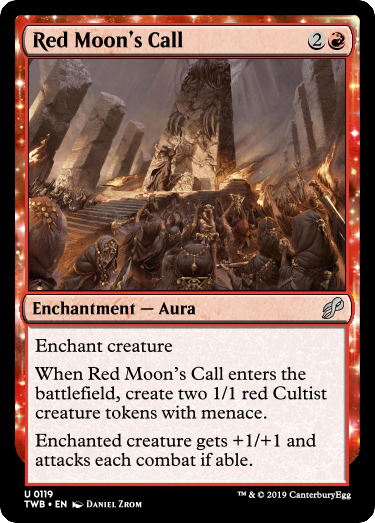 Red Moon's Call 2
Enchantment — Aura
Enchant creature
When Red Moon's Call enters the
battlefield, create two 1/1 red Cultist
creature tokens with menace.
Enchanted creature gets +1/+1 and
attacks each combat if able.
U 0119
TWB • EN Daniel Zrom
™ & © 2019 CanterburyEgg